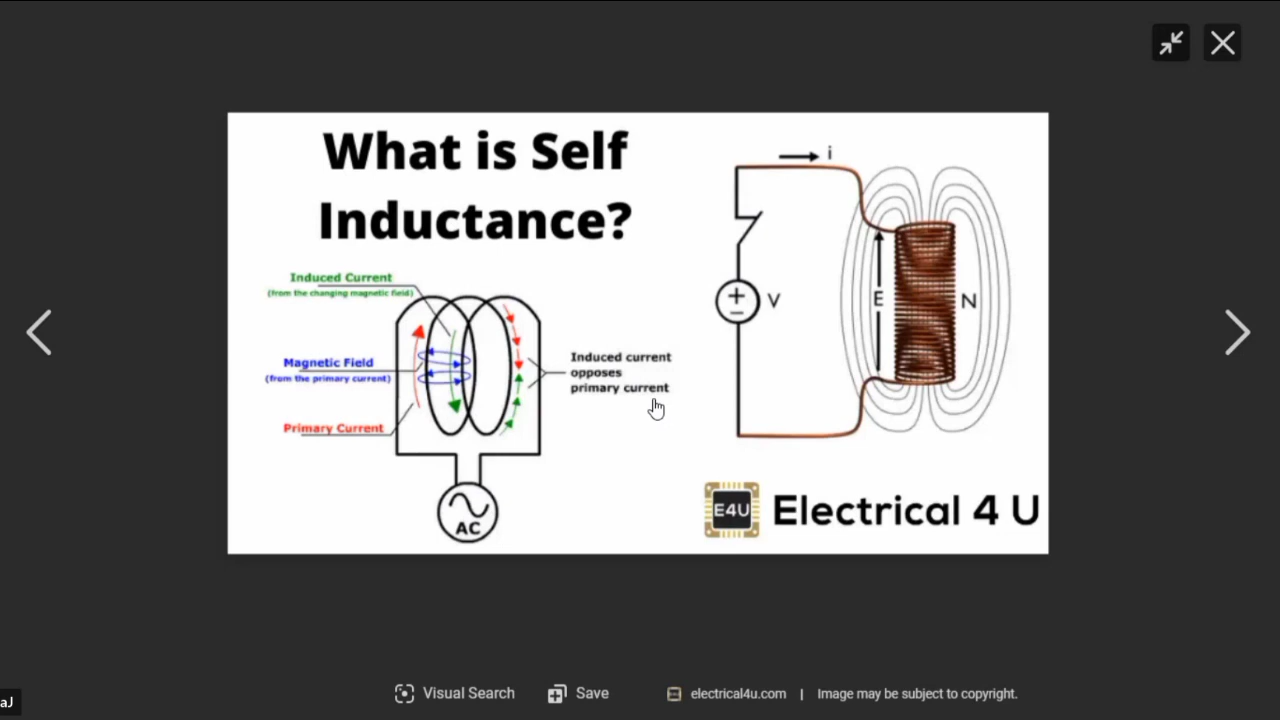 What is Self
Inductance?
i
Induced Current
(from the changing magnetic field)
+
−
V
E
N
Magnetic Field
(from the primary current)
Induced current
opposes
primary current
Primary Current
AC
E4U
Electrical 4 U
aJ
Visual Search
Save
electrical4u.com | Image may be subject to copyright.